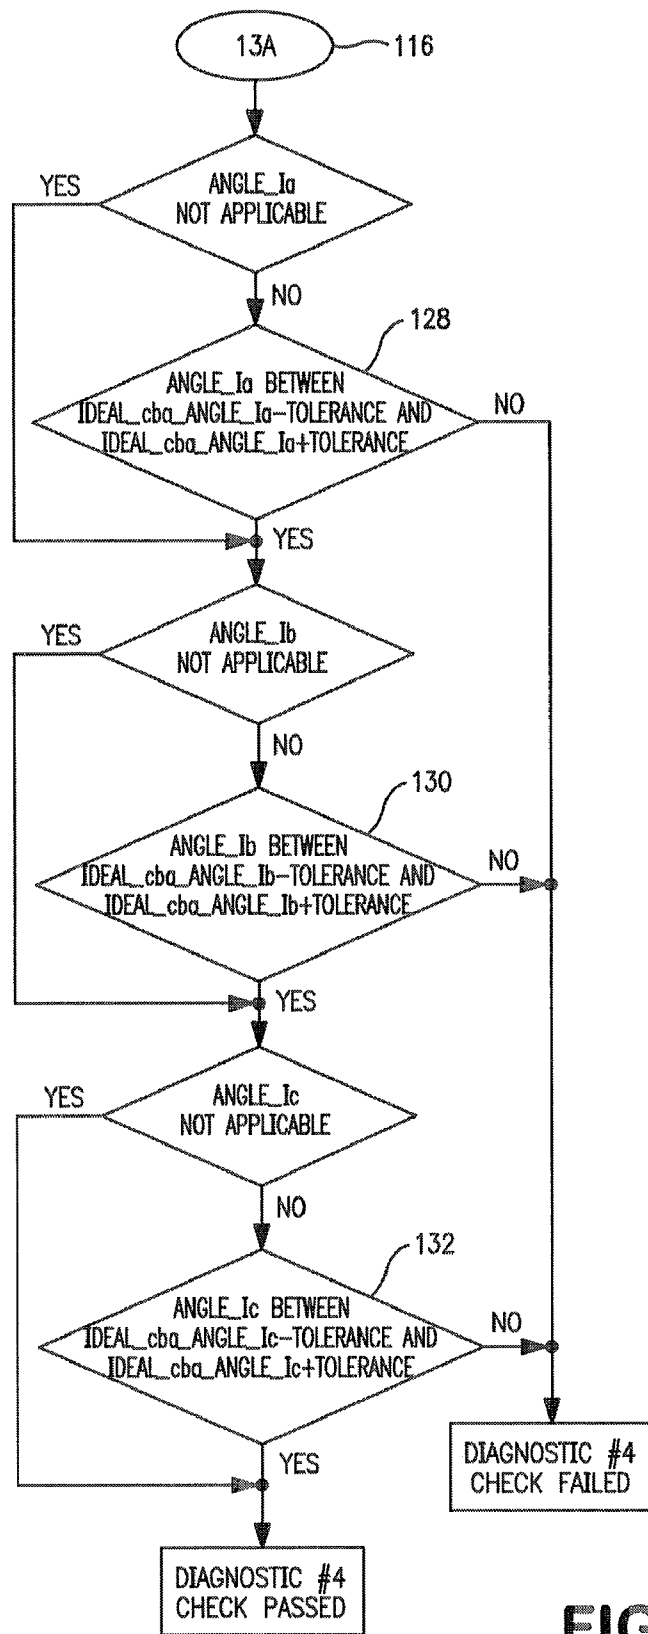 13A
116
YES
ANGLE_Ia
NOT APPLICABLE
NO
128
ANGLE_Ia BETWEEN
IDEAL_cba_ANGLE_Ia-TOLERANCE AND
IDEAL_cba_ANGLE_Ia+TOLERANCE
NO
YES
YES
ANGLE_Ib
NOT APPLICABLE
NO
130
ANGLE_Ib BETWEEN
IDEAL_cba_ANGLE_Ib-TOLERANCE AND
IDEAL_cba_ANGLE_Ib+TOLERANCE
NO
YES
YES
ANGLE_Ic
NOT APPLICABLE
NO
132
ANGLE_Ic BETWEEN
IDEAL_cba_ANGLE_Ic-TOLERANCE AND
IDEAL_cba_ANGLE_Ic+TOLERANCE
NO
YES
DIAGNOSTIC #4
CHECK FAILED
DIAGNOSTIC #4
CHECK PASSED
FIG